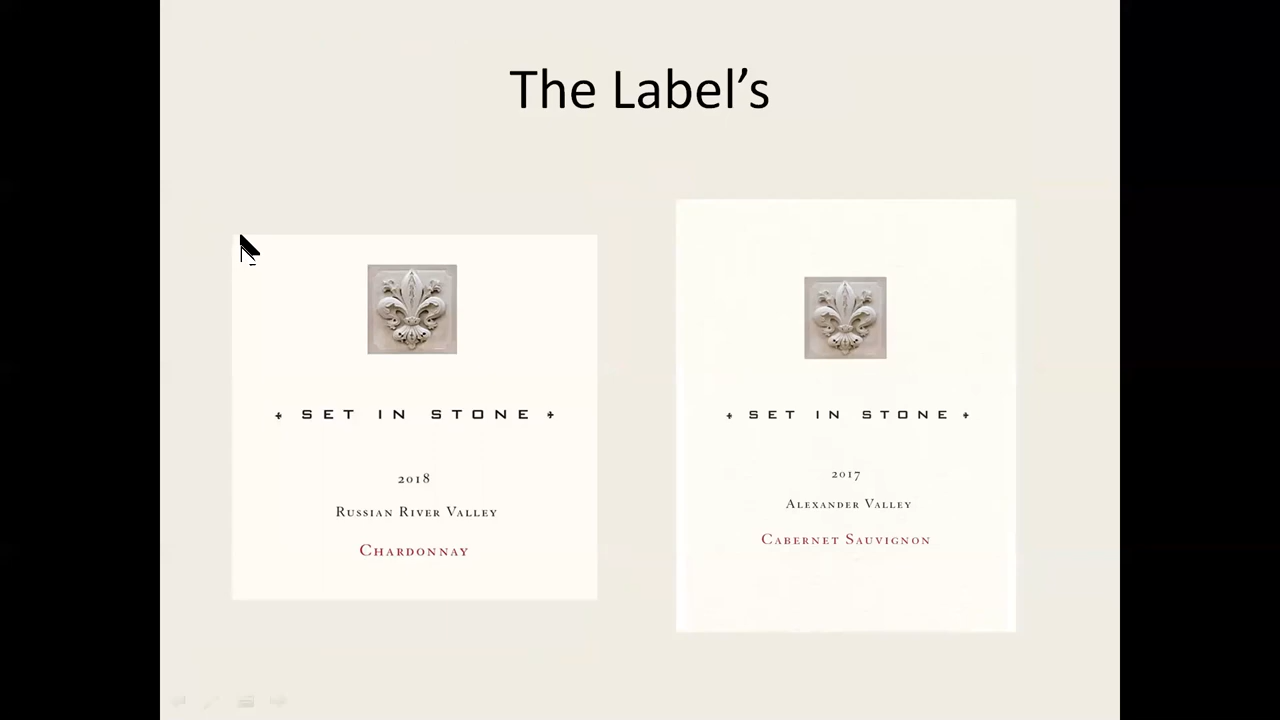 The Label’s
SET IN STONE
2018
Russian River Valley
Chardonnay
SET IN STONE
2017
Alexander Valley
Cabernet Sauvignon